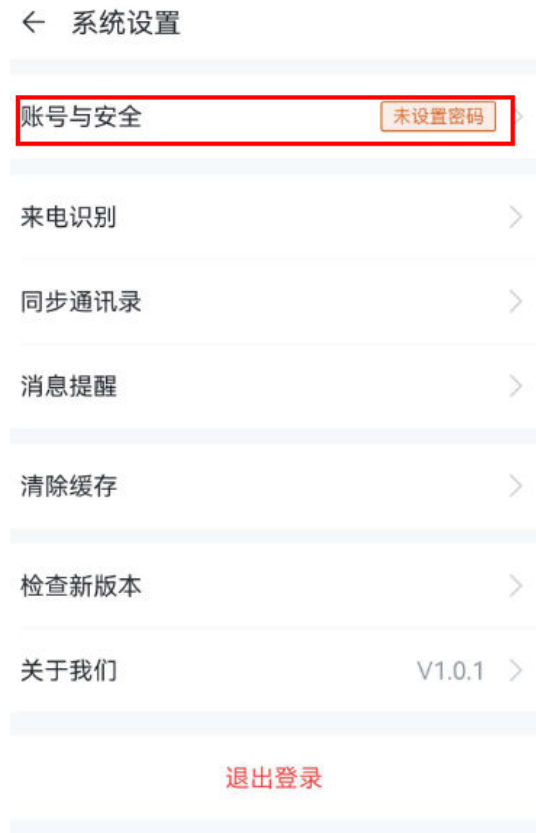 系统设置
账号与安全 未设置密码
来电识别
同步通讯录
消息提醒
清除缓存
检查新版本
关于我们 V1.0.1
退出登录